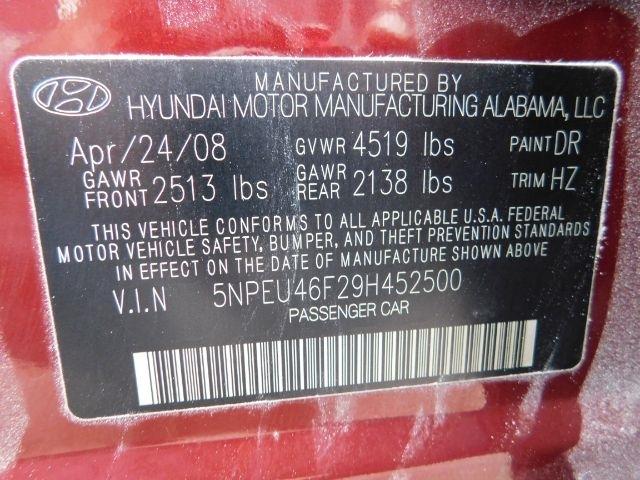 MANUFACTURED BY
HYUNDAI MOTOR MANUFACTURING ALABAMA, LLC
Apr/24/08 GVWR 4519 lbs PAINT DR
GAWR FRONT 2513 lbs GAWR REAR 2138 lbs TRIM HZ
THIS VEHICLE CONFORMS TO ALL APPLICABLE U.S.A. FEDERAL
MOTOR VEHICLE SAFETY, BUMPER, AND THEFT PREVENTION STANDARDS
IN EFFECT ON THE DATE OF MANUFACTURE SHOWN ABOVE
V.I.N 5NPEU46F29H452500
PASSENGER CAR